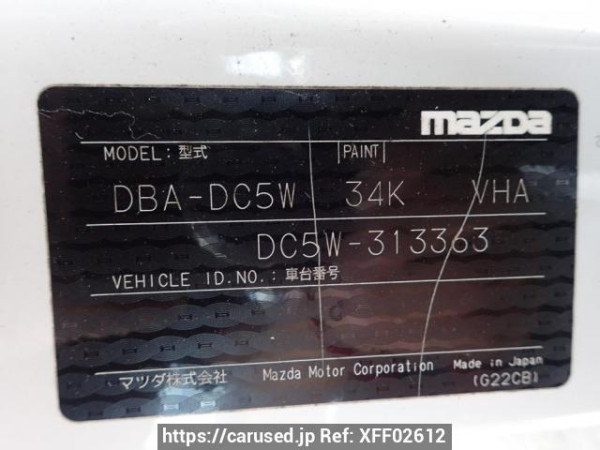 mazda
MODEL: 型式 PAINT
DBA-DC5W 34K VHA
DC5W-313363
VEHICLE ID.NO.: 車台番号
マツダ株式会社 Mazda Motor Corporation Made in Japan
(G22CB)
https://carused.jp Ref: XFF02612